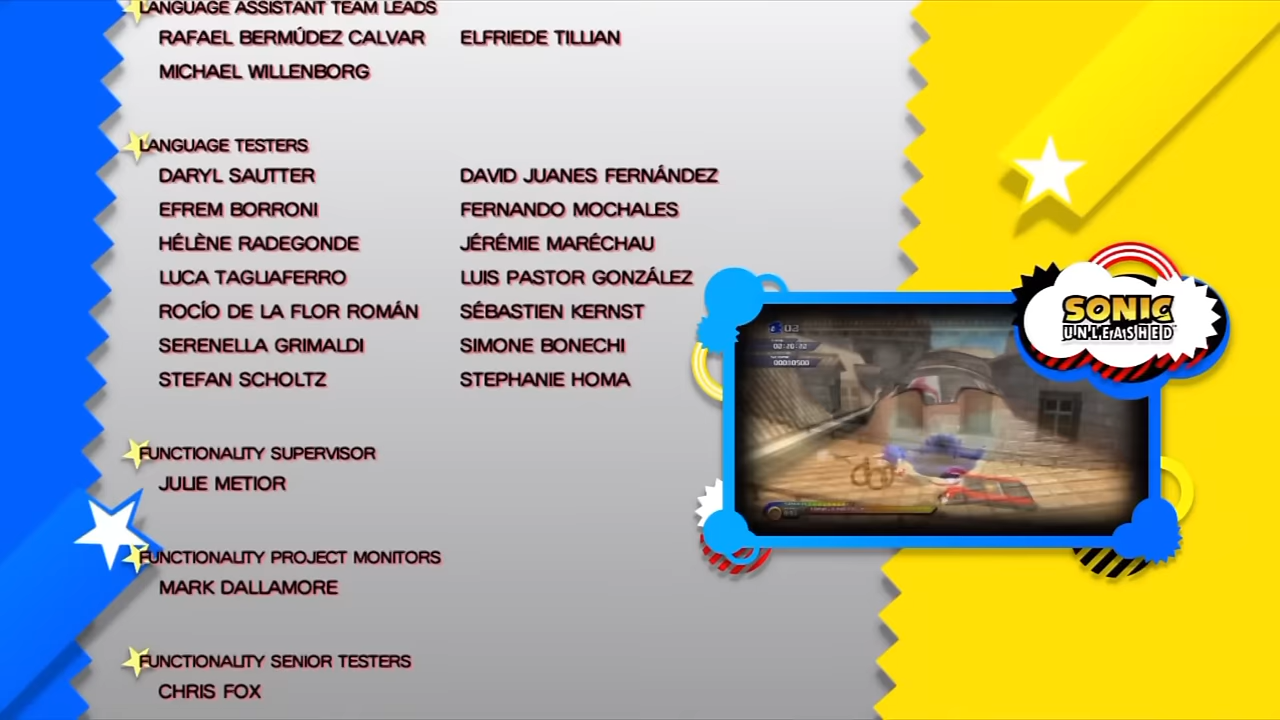 LANGUAGE ASSISTANT TEAM LEADS
RAFAEL BERMÚDEZ CALVAR ELFRIEDE TILLIAN
MICHAEL WILLENBORG
LANGUAGE TESTERS
DARYL SAUTTER DAVID JUANES FERNÁNDEZ
EFREM BORRONI FERNANDO MOCHALES
HÉLÈNE RADEGONDE JÉRÉMIE MARÉCHAU
LUCA TAGLIAFERRO LUIS PASTOR GONZÁLEZ
ROCÍO DE LA FLOR ROMÁN SÉBASTIEN KERNST
SERENELLA GRIMALDI SIMONE BONECHI
STEFAN SCHOLTZ STEPHANIE HOMA
FUNCTIONALITY SUPERVISOR
JULIE METIOR
FUNCTIONALITY PROJECT MONITORS
MARK DALLAMORE
FUNCTIONALITY SENIOR TESTERS
CHRIS FOX
SONIC
UNLEASHED